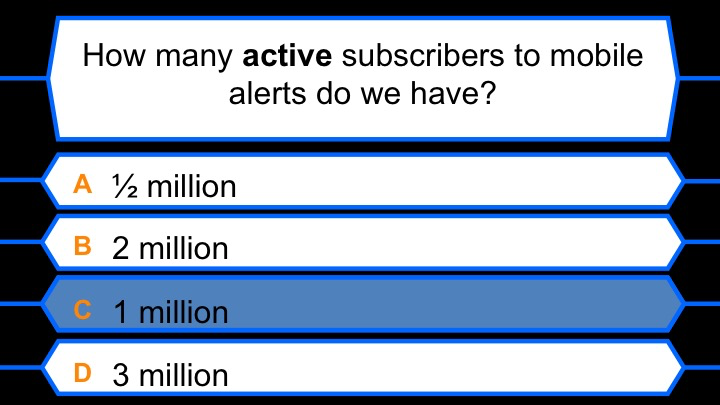 How many active subscribers to mobile
alerts do we have?
A ½ million
B 2 million
C 1 million
D 3 million